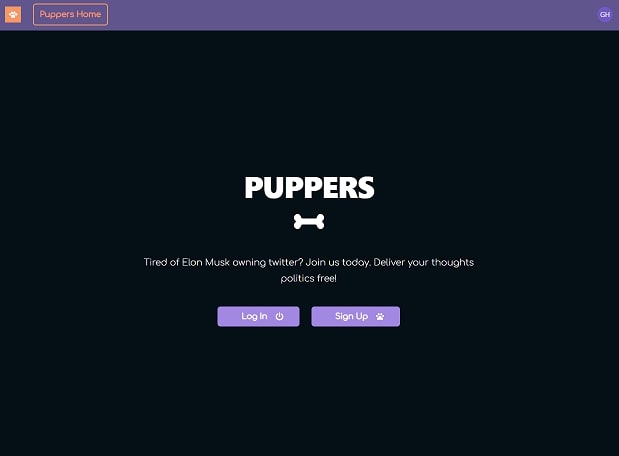 Puppers Home
GH
PUPPERS
Tired of Elon Musk owning twitter? Join us today. Deliver your thoughts
politics free!
Log In
Sign Up